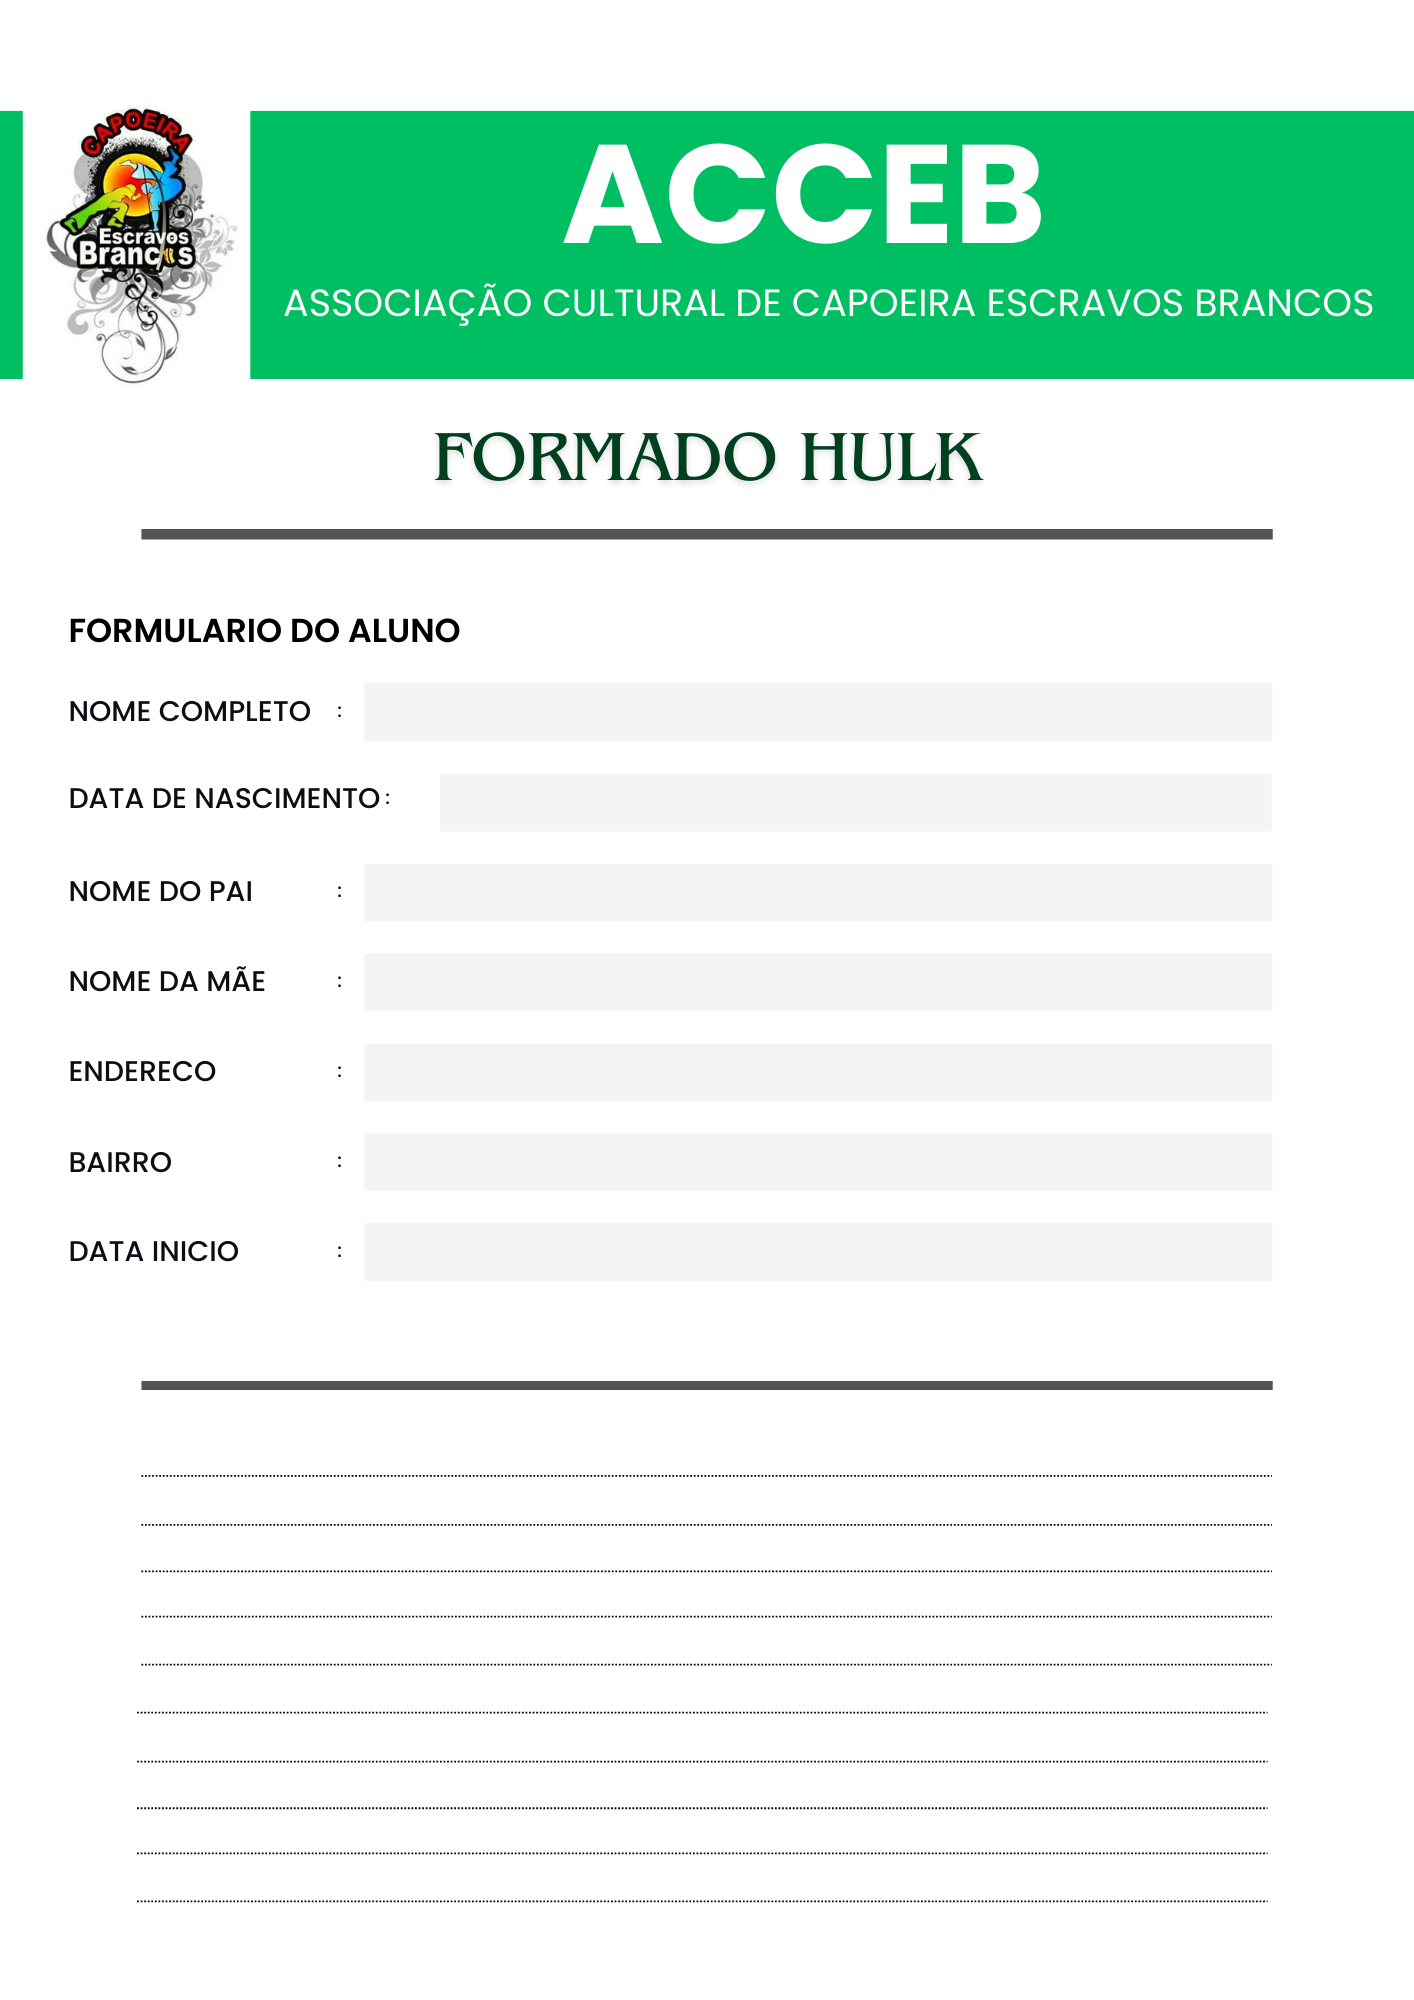 CAPOEIRA
Escravos
Brancos
ACCEB
ASSOCIAÇÃO CULTURAL DE CAPOEIRA ESCRAVOS BRANCOS
FORMADO HULK
FORMULARIO DO ALUNO
NOME COMPLETO :
DATA DE NASCIMENTO :
NOME DO PAI :
NOME DA MÃE :
ENDERECO :
BAIRRO :
DATA INICIO :